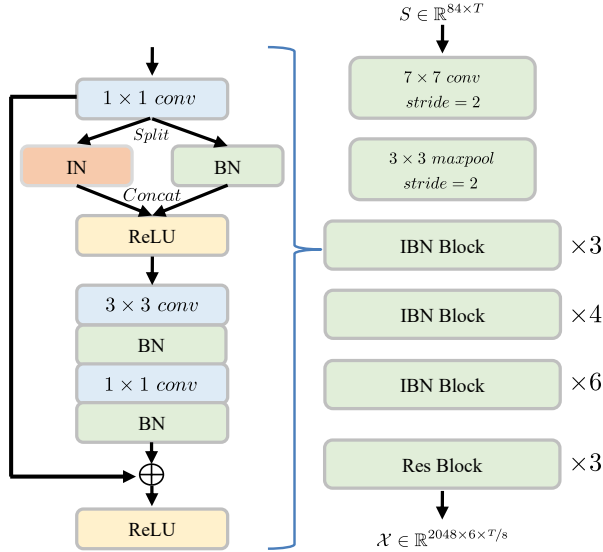 1 × 1 conv
Split
IN
BN
Concat
ReLU
3 × 3 conv
BN
1 × 1 conv
BN
⊕
ReLU
S ∈ ℝ^{84×T}
7 × 7 conv
stride = 2
3 × 3 maxpool
stride = 2
IBN Block ×3
IBN Block ×4
IBN Block ×6
Res Block ×3
𝒳 ∈ ℝ^{2048×6×T/s}